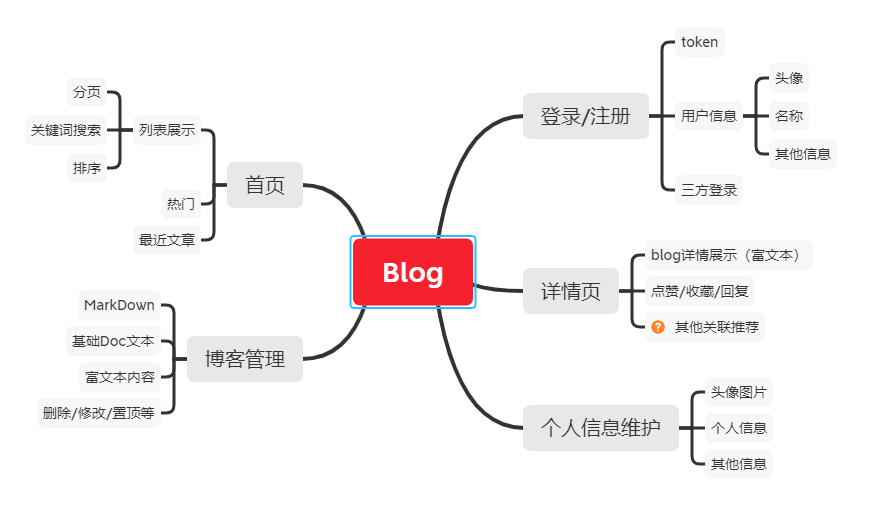 Blog
登录/注册
token
用户信息
头像
名称
其他信息
三方登录
详情页
blog详情展示（富文本）
点赞/收藏/回复
? 其他关联推荐
个人信息维护
头像图片
个人信息
其他信息
首页
列表展示
分页
关键词搜索
排序
热门
最近文章
博客管理
MarkDown
基础Doc文本
富文本内容
删除/修改/置顶等